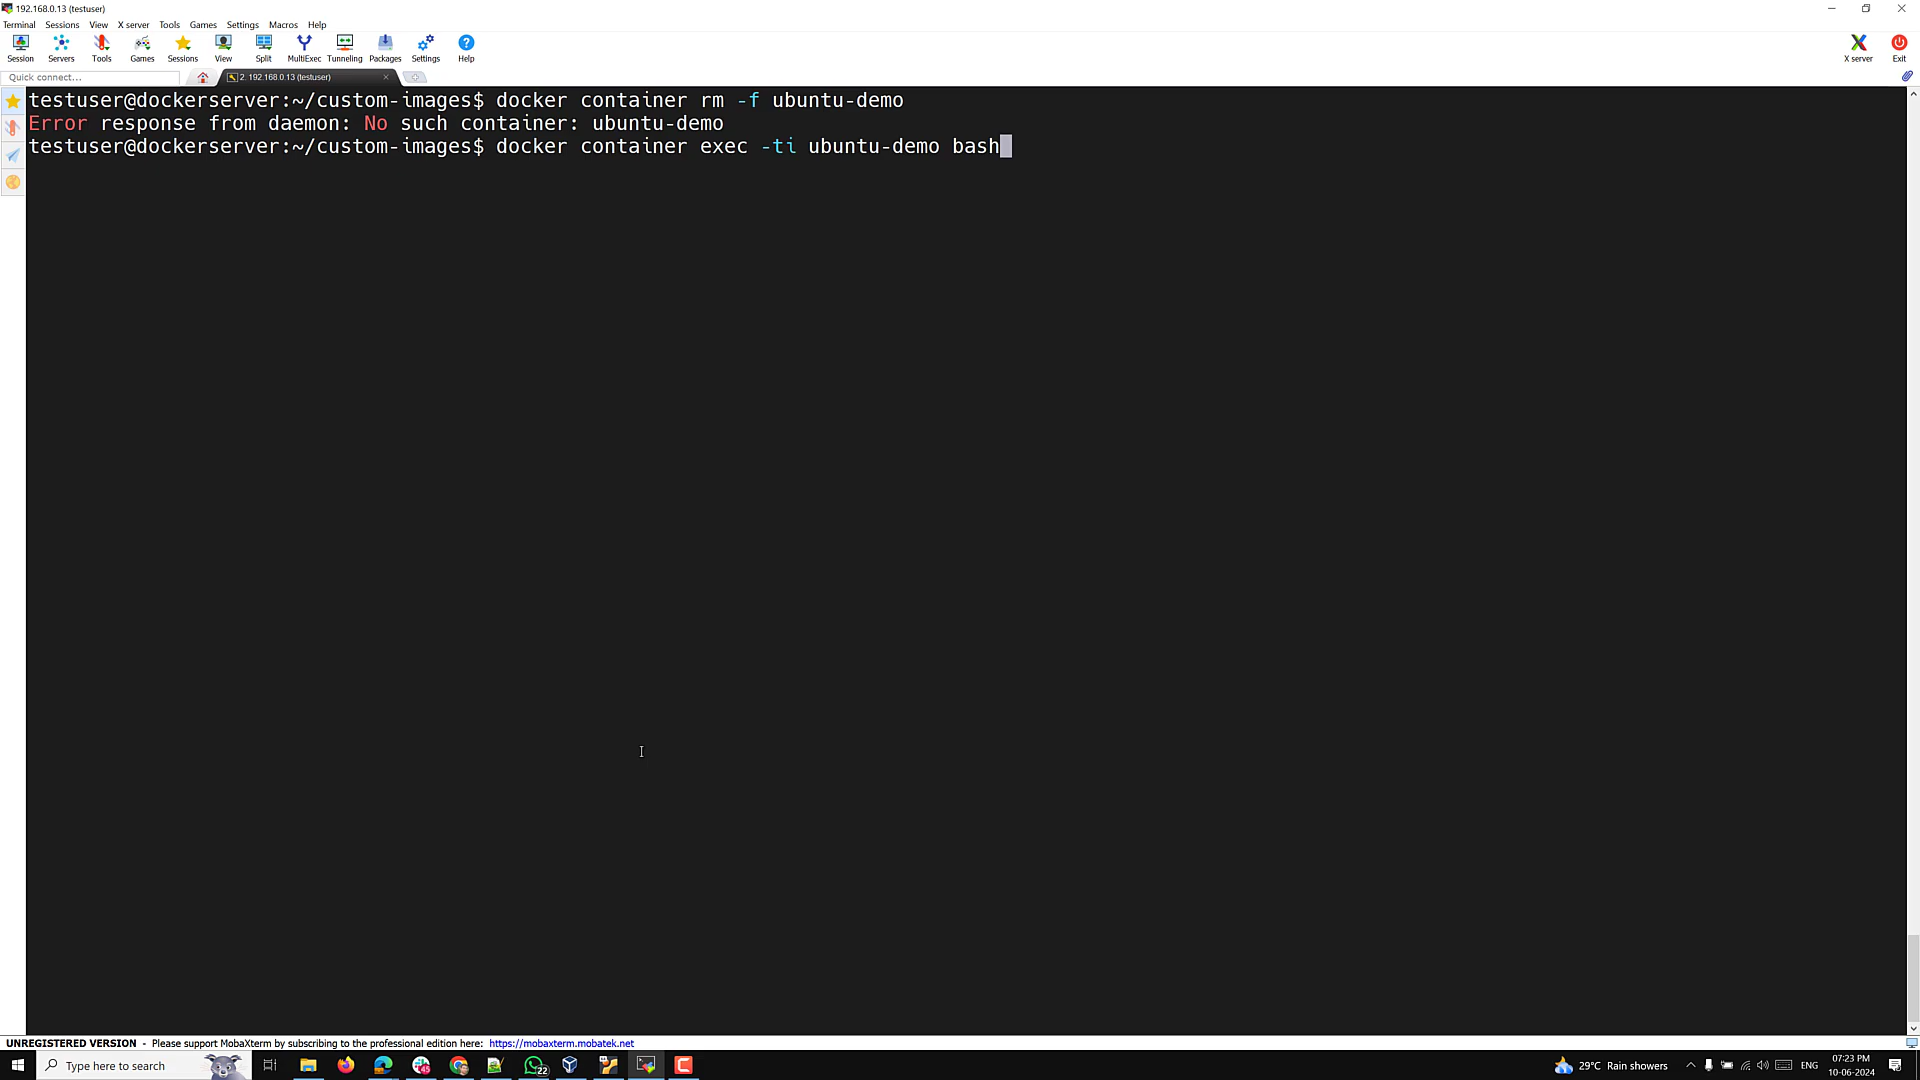 192.168.0.13 (testuser)
Terminal Sessions View X server Tools Games Settings Macros Help
Session Servers Tools Games Sessions View Split MultiExec Tunneling Packages Settings Help X server Exit
Quick connect... 2. 192.168.0.13 (testuser)
testuser@dockerserver:~/custom-images$ docker container rm -f ubuntu-demo
Error response from daemon: No such container: ubuntu-demo
testuser@dockerserver:~/custom-images$ docker container exec -ti ubuntu-demo bash
UNREGISTERED VERSION - Please support MobaXterm by subscribing to the professional edition here: https://mobaxterm.mobatek.net
Type here to search 45 22 29°C Rain showers ENG 07:23 PM
10-06-2024